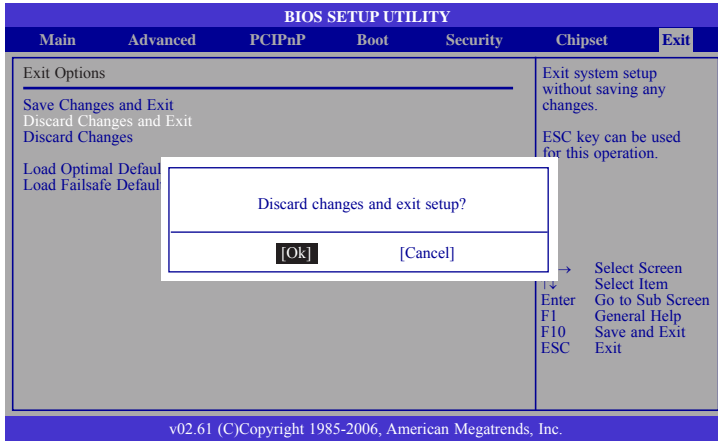 BIOS SETUP UTILITY
Main Advanced PCIPnP Boot Security Chipset Exit
Exit Options
Save Changes and Exit
Discard Changes and Exit
Discard Changes
Load Optimal Defaul
Load Failsafe Defaul
Discard changes and exit setup?
[Ok] [Cancel]
Exit system setup
without saving any
changes.
ESC key can be used
for this operation.
→ Select Screen
↑↓ Select Item
Enter Go to Sub Screen
F1 General Help
F10 Save and Exit
ESC Exit
v02.61 (C)Copyright 1985-2006, American Megatrends, Inc.